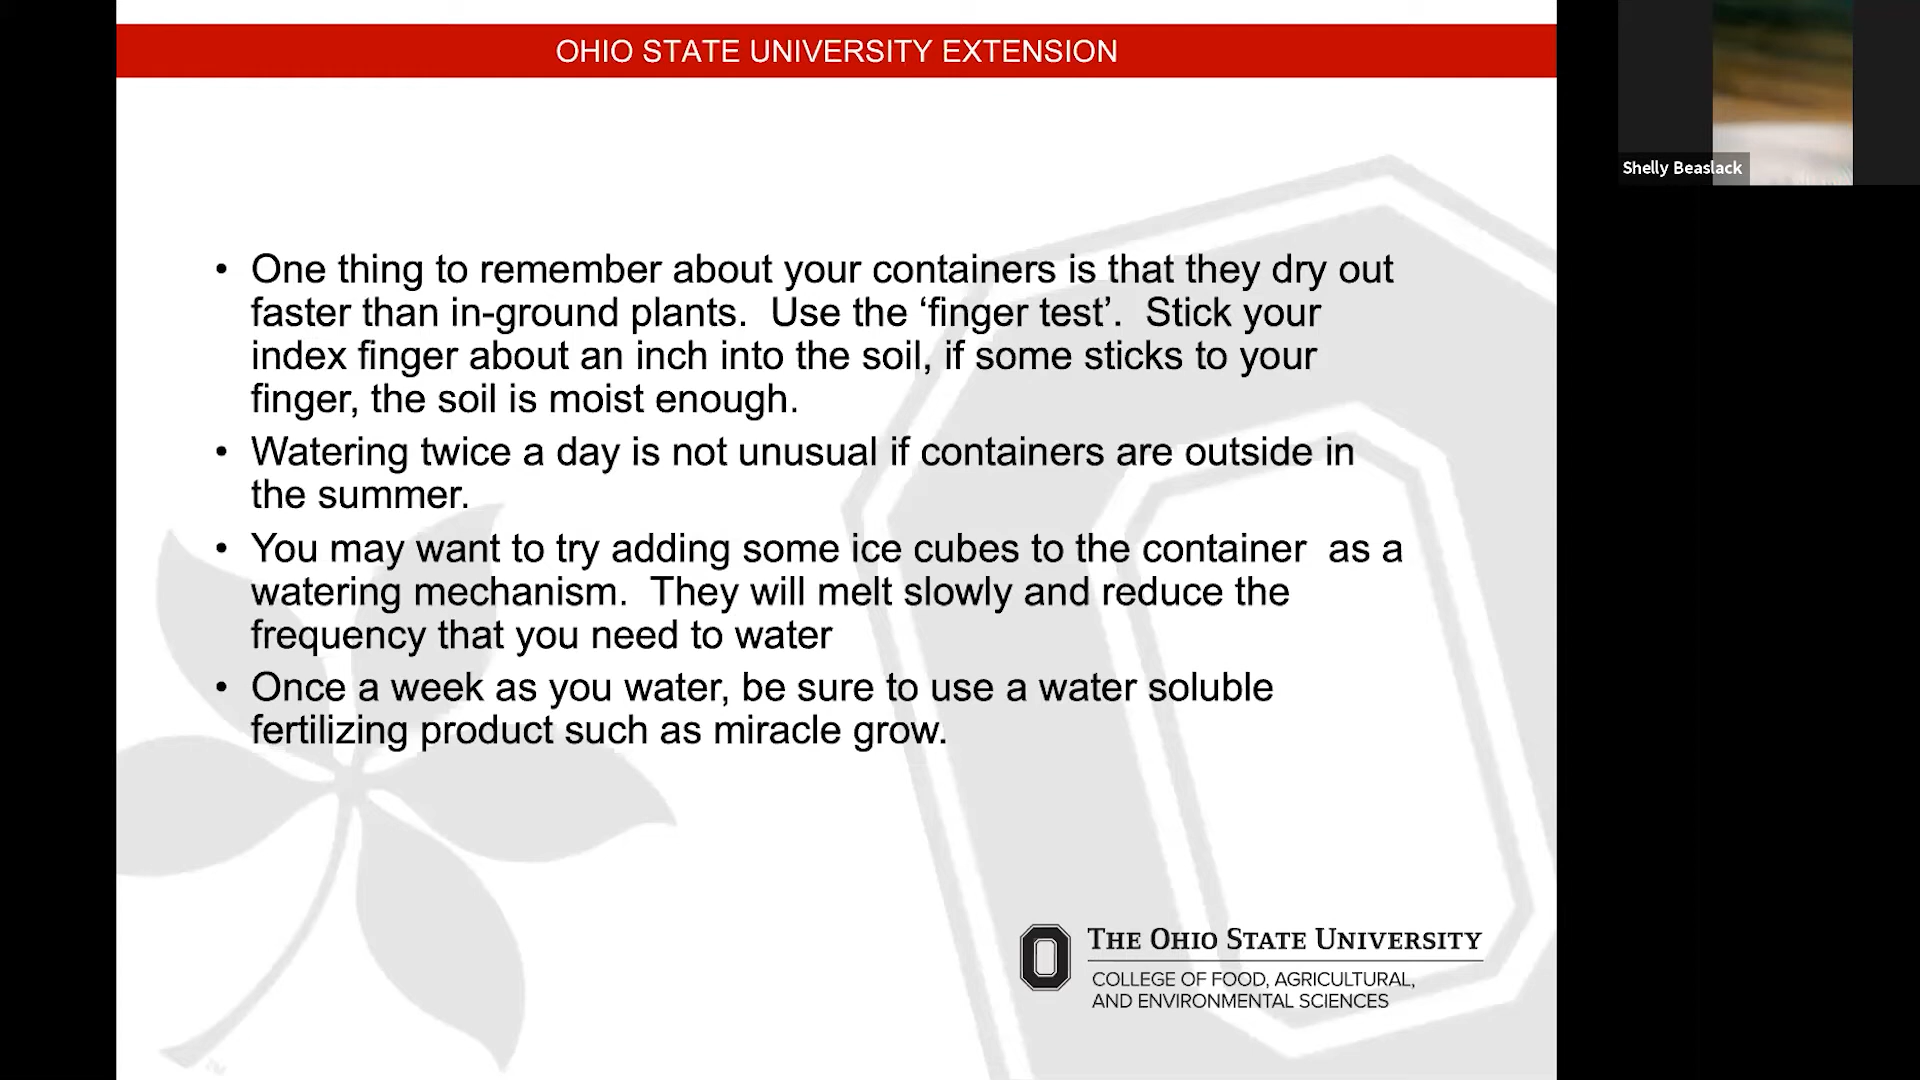 OHIO STATE UNIVERSITY EXTENSION
Shelly Beaslack
• One thing to remember about your containers is that they dry out
faster than in-ground plants.  Use the ‘finger test’.  Stick your
index finger about an inch into the soil, if some sticks to your
finger, the soil is moist enough.
• Watering twice a day is not unusual if containers are outside in
the summer.
• You may want to try adding some ice cubes to the container  as a
watering mechanism.  They will melt slowly and reduce the
frequency that you need to water
• Once a week as you water, be sure to use a water soluble
fertilizing product such as miracle grow.
THE OHIO STATE UNIVERSITY
COLLEGE OF FOOD, AGRICULTURAL,
AND ENVIRONMENTAL SCIENCES